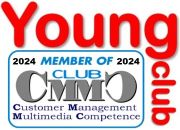 Young
club
2024 MEMBER OF 2024
CLUB
CMMC
Customer Management
Multimedia Competence